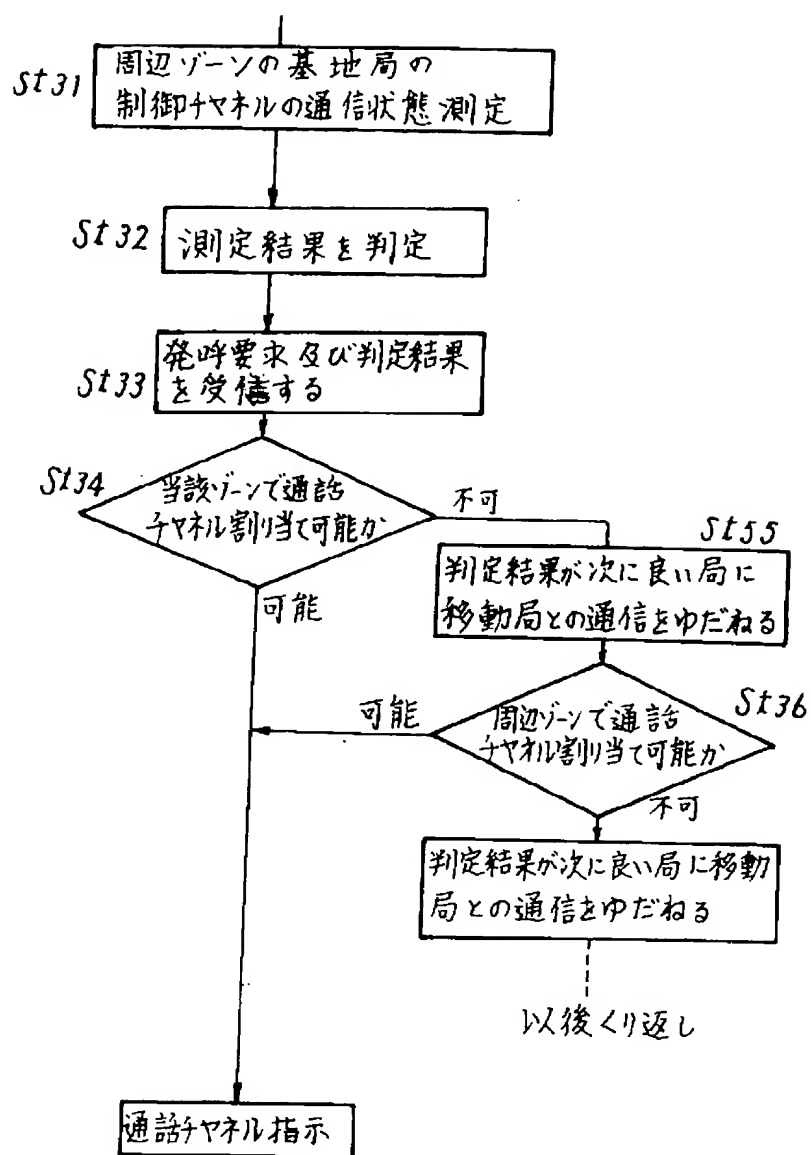 St31
周辺ゾーンの基地局の
制御チヤネルの通信状態測定
St32
測定結果を判定
St33
発呼要求及び判定結果
を受信する
St34
当該ゾーンで通話
チヤネル割り当て可能か
不可
可能
St55
判定結果が次に良い局に
移動局との通信をゆだねる
St36
周辺ゾーンで通話
チヤネル割り当て可能か
可能
不可
判定結果が次に良い局に移動
局との通信をゆだねる
以後くり返し
通話チヤネル指示